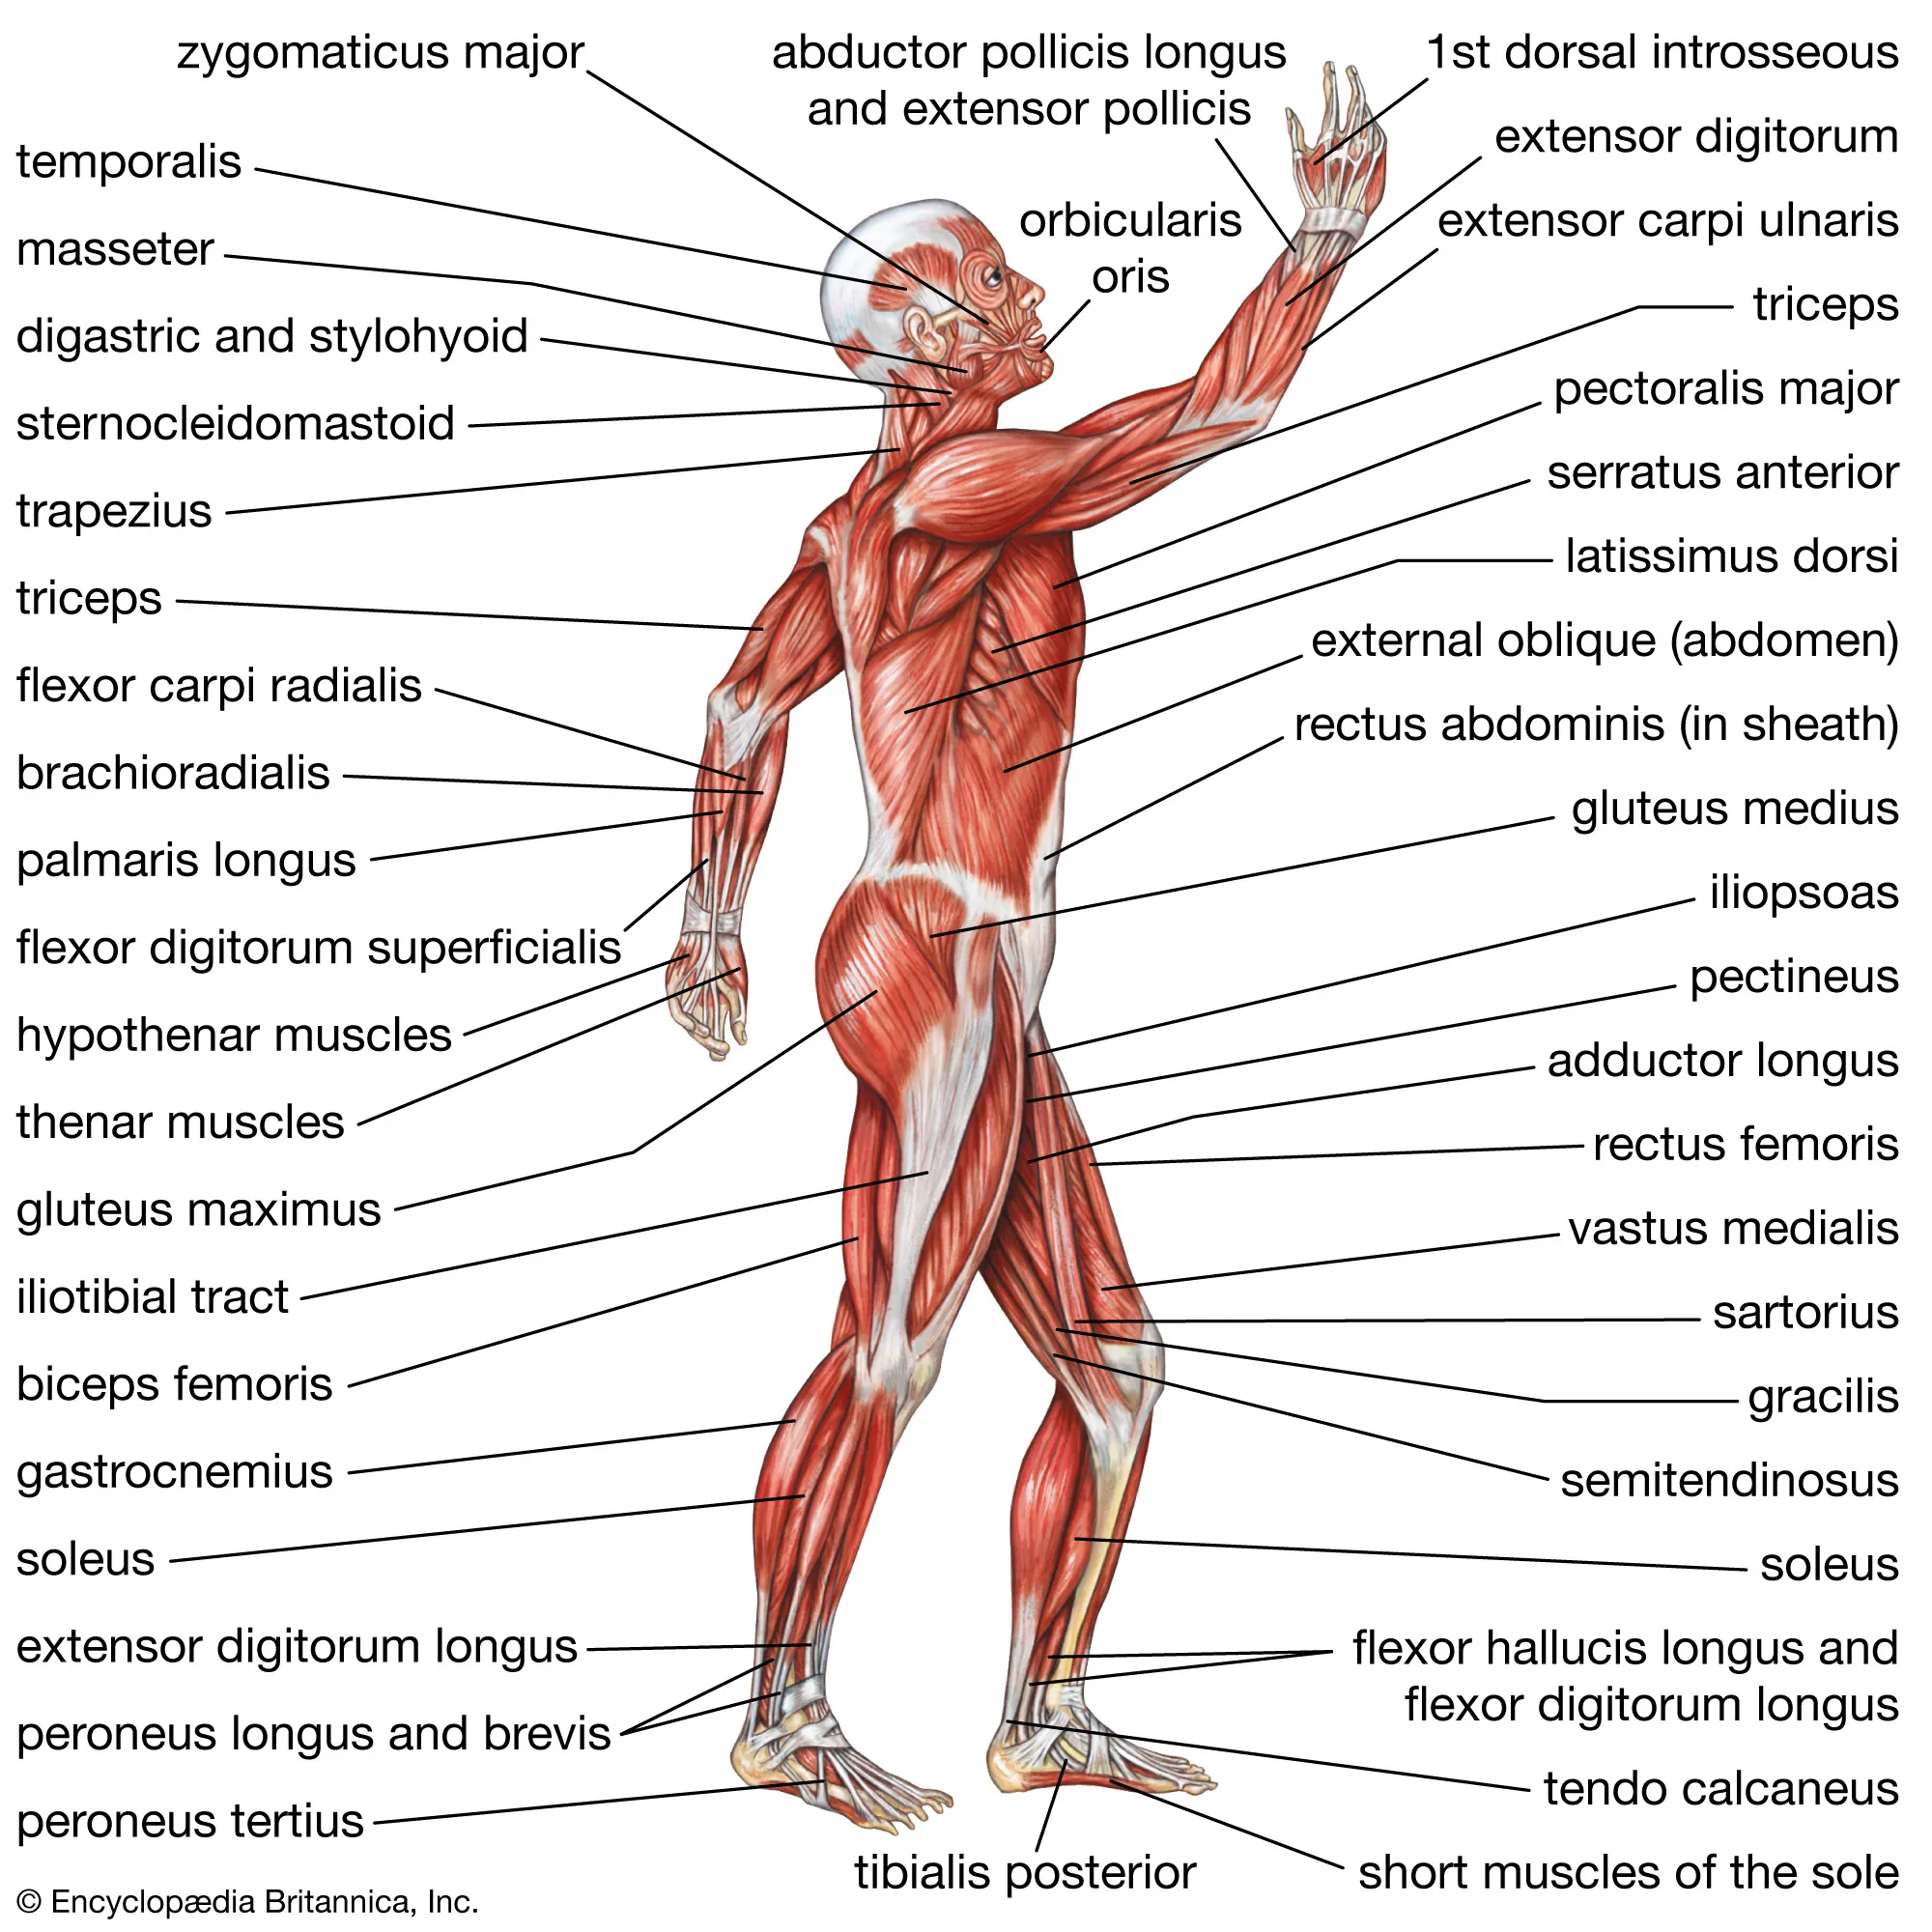 zygomaticus major
temporalis
masseter
digastric and stylohyoid
sternocleidomastoid
trapezius
triceps
flexor carpi radialis
brachioradialis
palmaris longus
flexor digitorum superficialis
hypothenar muscles
thenar muscles
gluteus maximus
iliotibial tract
biceps femoris
gastrocnemius
soleus
extensor digitorum longus
peroneus longus and brevis
peroneus tertius
© Encyclopædia Britannica, Inc.
abductor pollicis longus
and extensor pollicis
orbicularis
oris
1st dorsal introsseous
extensor digitorum
extensor carpi ulnaris
triceps
pectoralis major
serratus anterior
latissimus dorsi
external oblique (abdomen)
rectus abdominis (in sheath)
gluteus medius
iliopsoas
pectineus
adductor longus
rectus femoris
vastus medialis
sartorius
gracilis
semitendinosus
soleus
flexor hallucis longus and
flexor digitorum longus
tendo calcaneus
short muscles of the sole
tibialis posterior